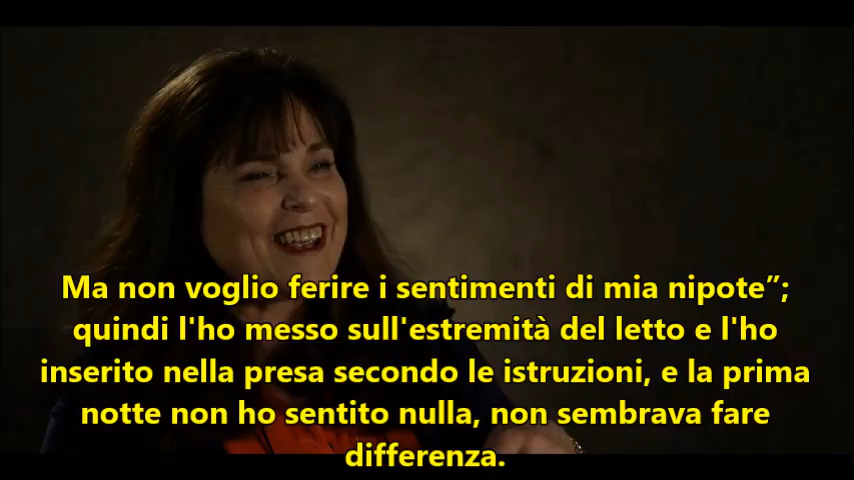 Ma non voglio ferire i sentimenti di mia nipote”;
quindi l'ho messo sull'estremità del letto e l'ho
inserito nella presa secondo le istruzioni, e la prima
notte non ho sentito nulla, non sembrava fare
differenza.